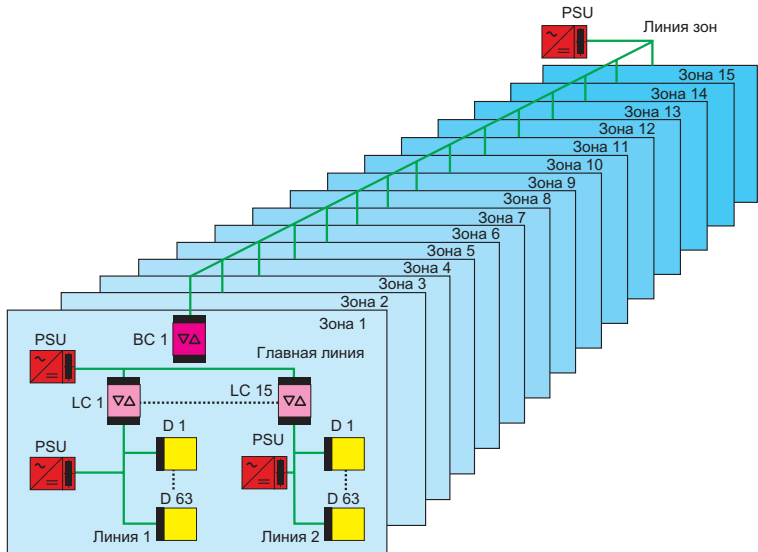 PSU
Линия зон
Зона 15
Зона 14
Зона 13
Зона 12
Зона 11
Зона 10
Зона 9
Зона 8
Зона 7
Зона 6
Зона 5
Зона 4
Зона 3
Зона 2
Зона 1
BC 1
PSU
Главная линия
LC 1
LC 15
D 1
D 1
PSU
PSU
D 63
D 63
Линия 1
Линия 2